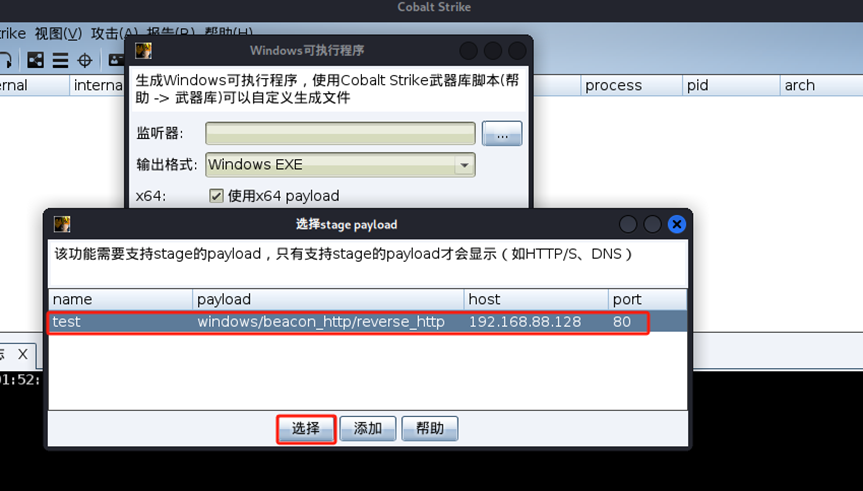 Cobalt Strike
rike 视图(V) 攻击(A) 报告(R) 帮助(H)
Windows可执行程序
rnal interna process pid arch
生成Windows可执行程序，使用Cobalt Strike武器库脚本(帮
助 -> 武器库)可以自定义生成文件
监听器: ...
输出格式: Windows EXE
x64: 使用x64 payload
选择stage payload
该功能需要支持stage的payload，只有支持stage的payload才会显示（如HTTP/S、DNS）
name payload host port
test windows/beacon_http/reverse_http 192.168.88.128 80
X
01:52:
选择 添加 帮助